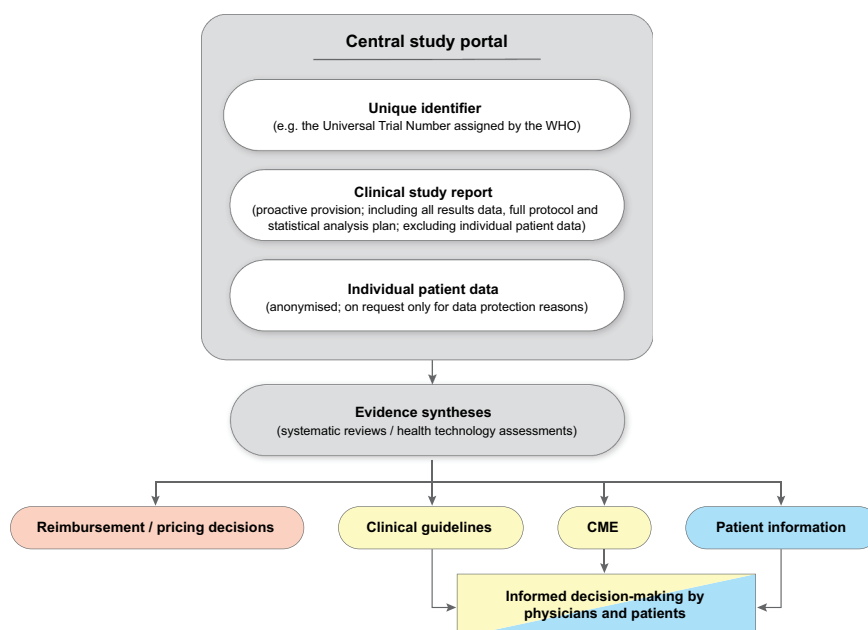 Central study portal
Unique identifier
(e.g. the Universal Trial Number assigned by the WHO)
Clinical study report
(proactive provision; including all results data, full protocol and
statistical analysis plan; excluding individual patient data)
Individual patient data
(anonymised; on request only for data protection reasons)
Evidence syntheses
(systematic reviews / health technology assessments)
Reimbursement / pricing decisions
Clinical guidelines
CME
Patient information
Informed decision-making by
physicians and patients